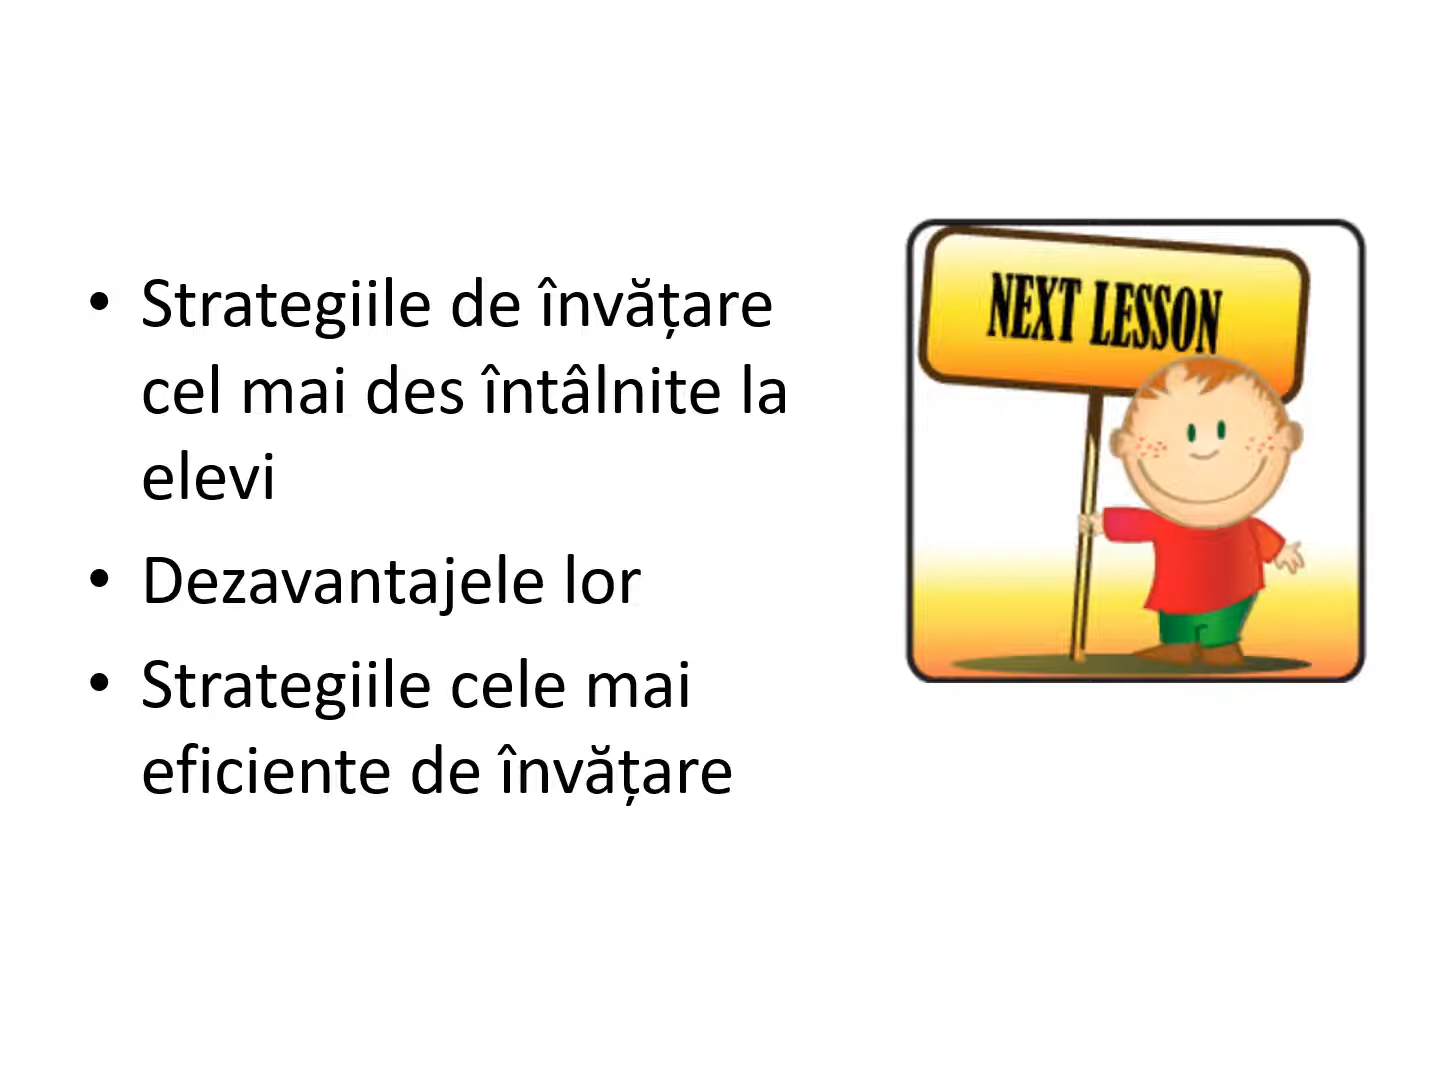 • Strategiile de învățare
cel mai des întâlnite la
elevi
• Dezavantajele lor
• Strategiile cele mai
eficiente de învățare
NEXT LESSON